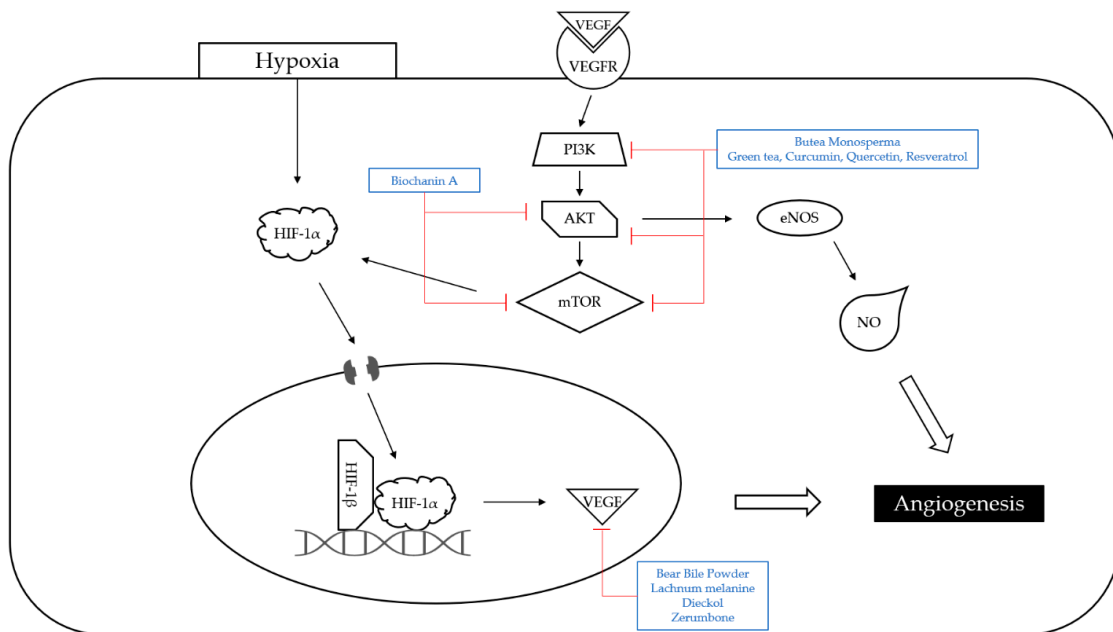 VEGF
Hypoxia
VEGFR
PI3K
Butea Monosperma
Green tea, Curcumin, Quercetin, Resveratrol
Biochanin A
AKT
eNOS
HIF-1α
mTOR
NO
HIF-1β
HIF-1α
VEGF
Angiogenesis
Bear Bile Powder
Lachnum melanine
Dieckol
Zerumbone